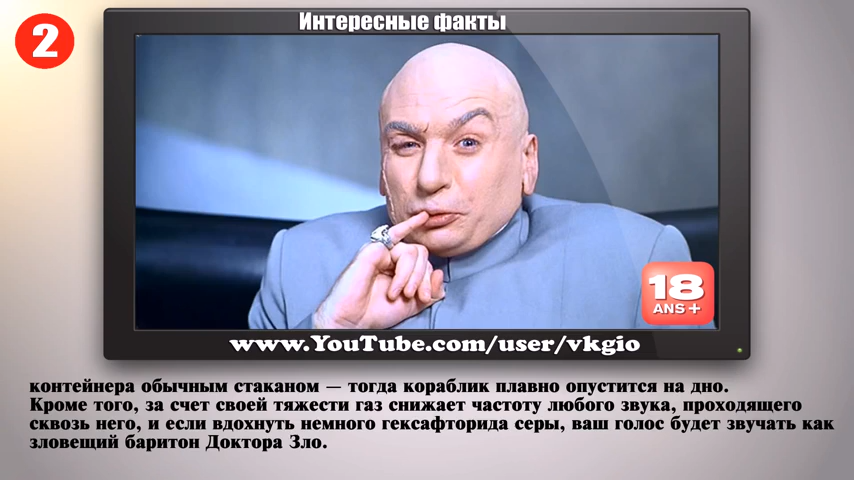 2
Интересные факты
18
ANS+
www.YouTube.com/user/vkgio
контейнера обычным стаканом — тогда кораблик плавно опустится на дно.
Кроме того, за счет своей тяжести газ снижает частоту любого звука, проходящего
сквозь него, и если вдохнуть немного гексафторида серы, ваш голос будет звучать как
зловещий баритон Доктора Зло.